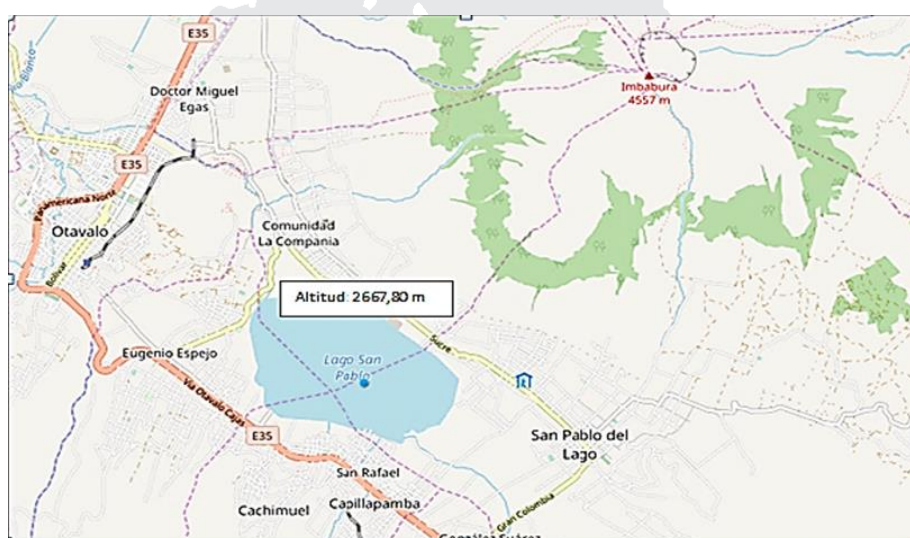 E35
Imbabura
4557 m
Doctor Miguel
Egas
E35
Panamericana Norte
Otavalo
Comunidad
La Compania
Bolívar
Altitud: 2667,80 m
Sucre
Eugenio Espejo
Lago San
Pablo
Vía Otavalo Cajas
E35
San Pablo del
Lago
San Rafael
Cachimuel
Capillapamba
Gran Colombia
González Suárez